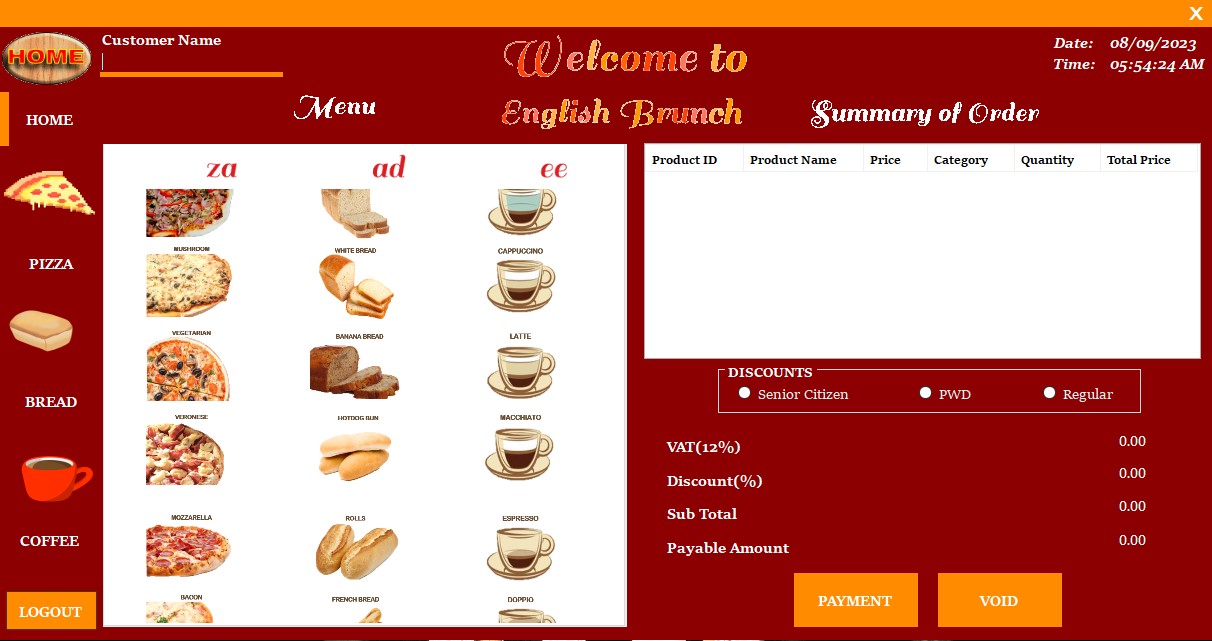 X
HOME
Customer Name
Welcome to
English Brunch
Date: 08/09/2023
Time: 05:54:24 AM
Menu
Summary of Order
HOME
PIZZA
BREAD
COFFEE
LOGOUT
za ad ee
MUSHROOM WHITE BREAD CAPPUCCINO
VEGETARIAN BANANA BREAD LATTE
VERONESE HOTDOG BUN MACCHIATO
MOZZARELLA ROLLS ESPRESSO
BACON FRENCH BREAD DOPPIO
Product ID Product Name Price Category Quantity Total Price
DISCOUNTS
Senior Citizen PWD Regular
VAT(12%) 0.00
Discount(%) 0.00
Sub Total 0.00
Payable Amount 0.00
PAYMENT VOID